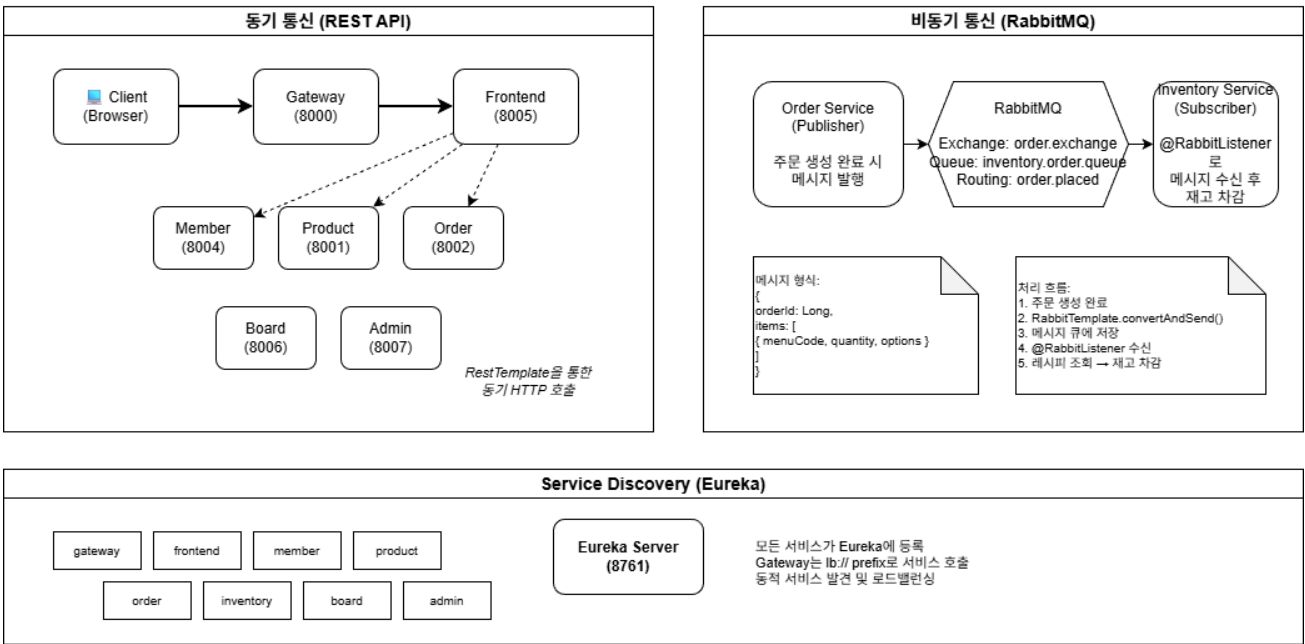 동기 통신 (REST API)
Client
(Browser)
Gateway
(8000)
Frontend
(8005)
Member
(8004)
Product
(8001)
Order
(8002)
Board
(8006)
Admin
(8007)
RestTemplate을 통한
동기 HTTP 호출
비동기 통신 (RabbitMQ)
Order Service
(Publisher)
주문 생성 완료 시
메시지 발행
RabbitMQ
Exchange: order.exchange
Queue: inventory.order.queue
Routing: order.placed
Inventory Service
(Subscriber)
@RabbitListener
로
메시지 수신 후
재고 차감
메시지 형식:
{
orderId: Long,
items: [
{ menuCode, quantity, options }
]
}
처리 흐름:
1. 주문 생성 완료
2. RabbitTemplate.convertAndSend()
3. 메시지 큐에 저장
4. @RabbitListener 수신
5. 레시피 조회 → 재고 차감
Service Discovery (Eureka)
gateway
frontend
member
product
order
inventory
board
admin
Eureka Server
(8761)
모든 서비스가 Eureka에 등록
Gateway는 lb:// prefix로 서비스 호출
동적 서비스 발견 및 로드밸런싱